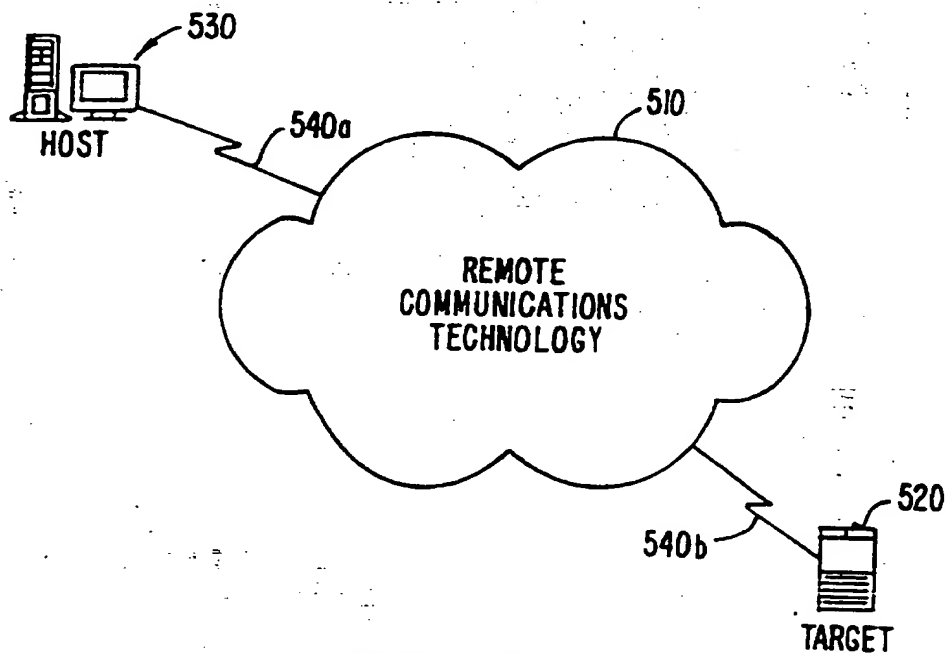 530
HOST
540a
510
REMOTE
COMMUNICATIONS
TECHNOLOGY
520
540b
TARGET